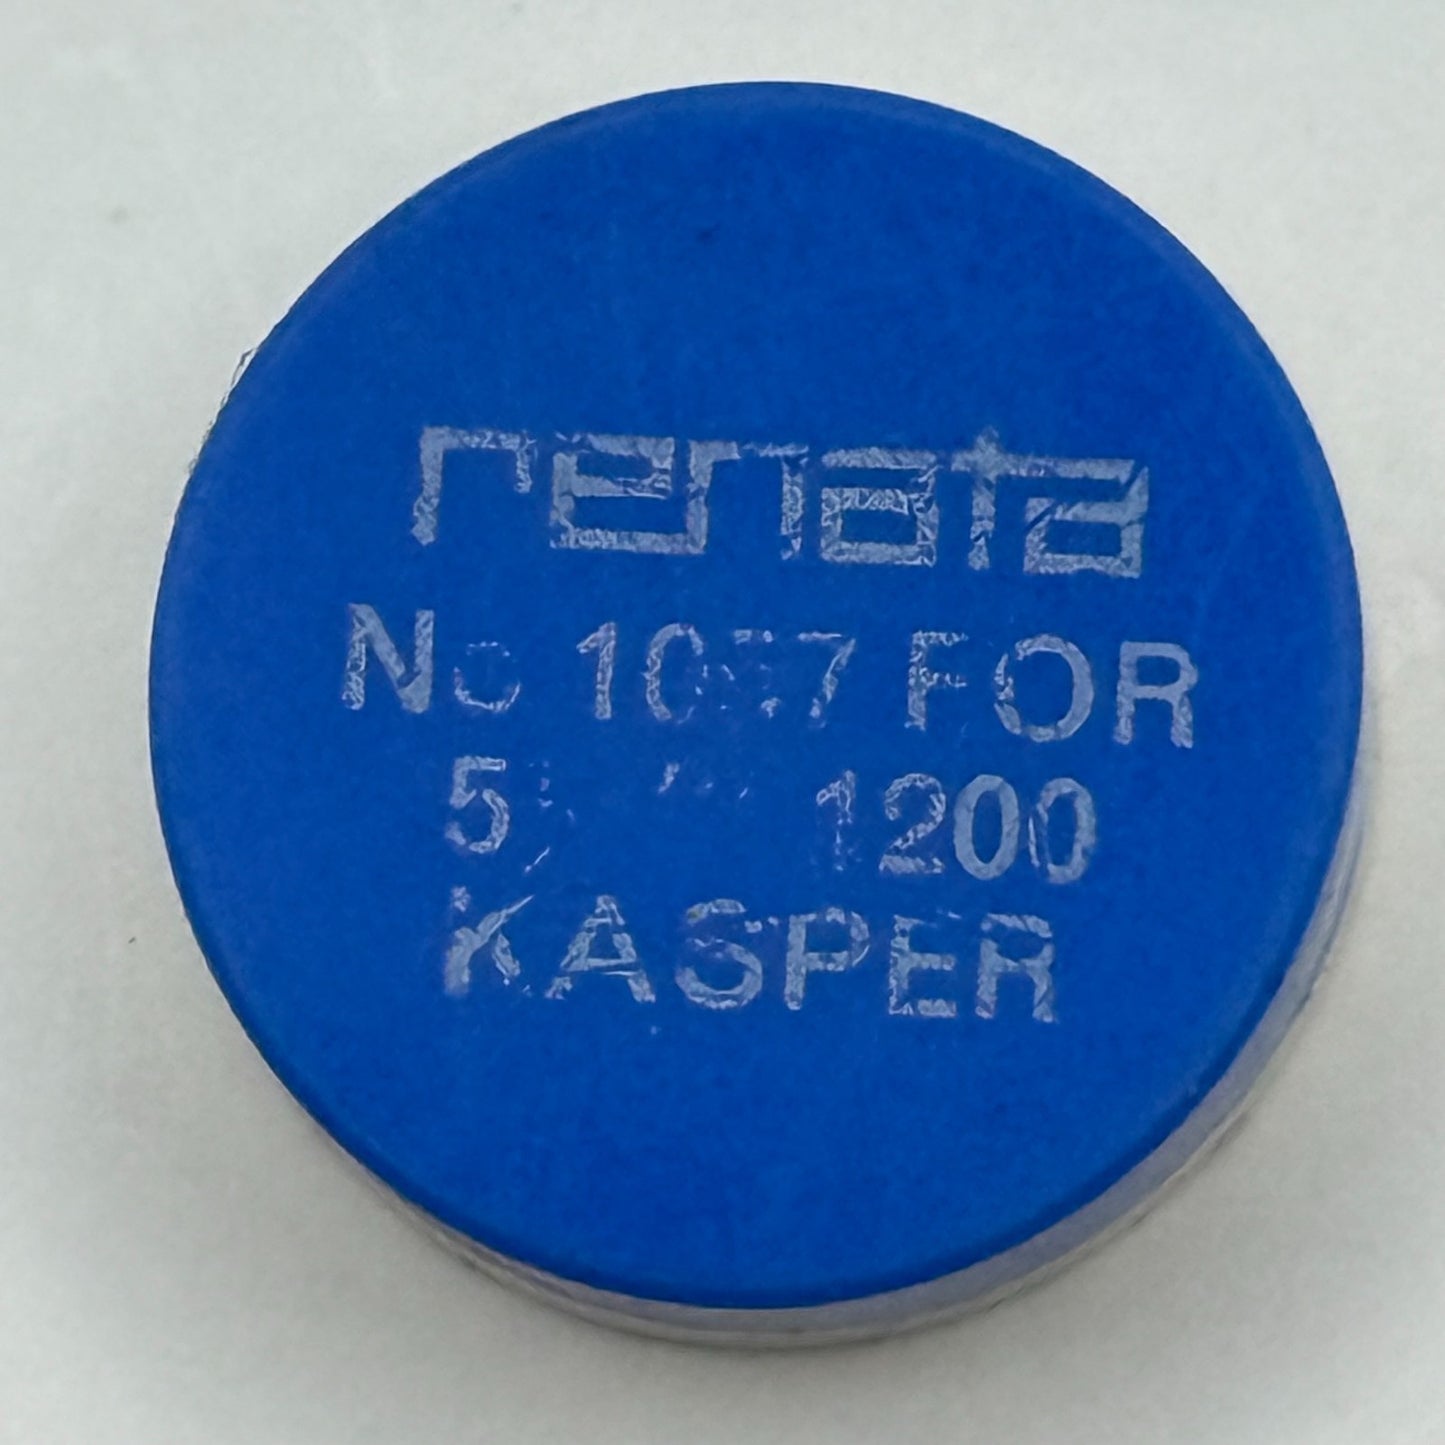 renata
No FOR
1200
KASPER